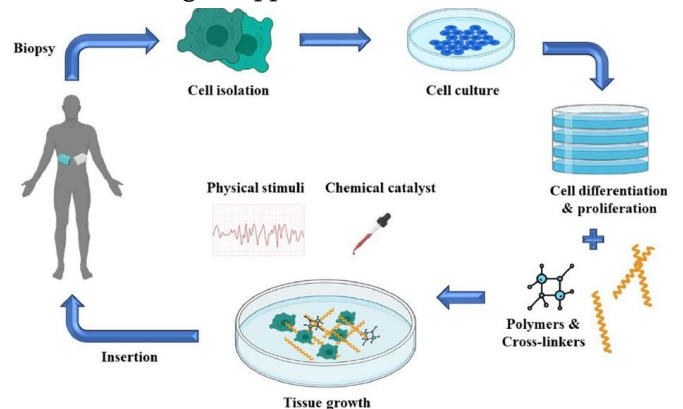 Biopsy
Cell isolation
Cell culture
Cell differentiation
& proliferation
Physical stimuli
Chemical catalyst
Polymers &
Cross-linkers
Insertion
Tissue growth